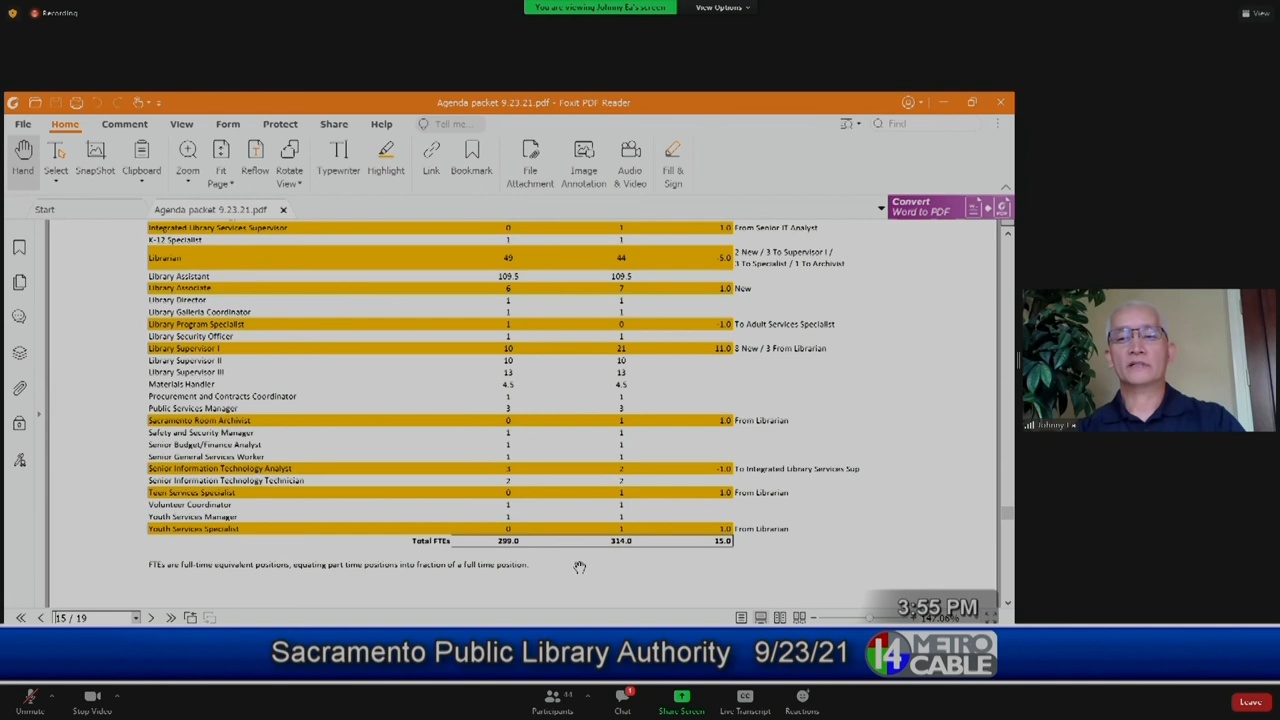 Recording
You are viewing Johnny Ea's screen
View Options
View
Agenda packet 9.23.21.pdf - Foxit PDF Reader
File Home Comment View Form Protect Share Help Tell me... Find
Hand Select SnapShot Clipboard Zoom Fit Page Reflow Rotate View Typewriter Highlight Link Bookmark File Attachment Image Annotation Audio & Video Fill & Sign
Start Agenda packet 9.23.21.pdf
Convert
Word to PDF
Integrated Library Services Supervisor 0 1 1.0 From Senior IT Analyst
K-12 Specialist 1 1
Librarian 49 44 -5.0 2 New / 3 To Supervisor I /
3 To Specialist / 1 To Archivist
Library Assistant 109.5 109.5
Library Associate 6 7 1.0 New
Library Director 1 1
Library Galleria Coordinator 1 1
Library Program Specialist 1 0 -1.0 To Adult Services Specialist
Library Security Officer 1 1
Library Supervisor I 10 21 11.0 8 New / 3 From Librarian
Library Supervisor II 10 10
Library Supervisor III 13 13
Materials Handler 4.5 4.5
Procurement and Contracts Coordinator 1 1
Public Services Manager 3 3
Sacramento Room Archivist 0 1 1.0 From Librarian
Safety and Security Manager 1 1
Senior Budget/Finance Analyst 1 1
Senior General Services Worker 1 1
Senior Information Technology Analyst 3 2 -1.0 To Integrated Library Services Sup
Senior Information Technology Technician 2 2
Teen Services Specialist 0 1 1.0 From Librarian
Volunteer Coordinator 1 1
Youth Services Manager 1 1
Youth Services Specialist 0 1 1.0 From Librarian
Total FTEs 299.0 314.0 15.0
FTEs are full-time equivalent positions, equating part time positions into fraction of a full time position.
Johnny Ea
15 / 19
147.06%
3:55 PM
Sacramento Public Library Authority 9/23/21
14 METRO
CABLE
Unmute Stop Video Participants 44 Chat 1 Share Screen Live Transcript Reactions Leave